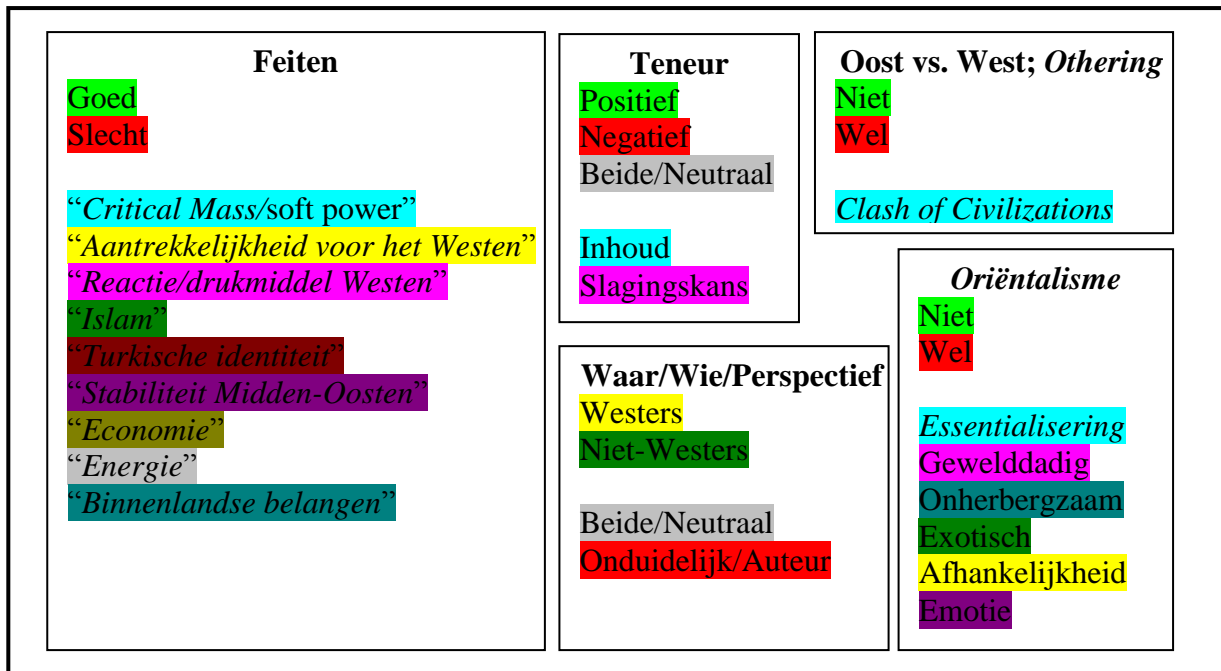 Feiten
Goed
Slecht
“Critical Mass/soft power”
“Aantrekkelijkheid voor het Westen”
“Reactie/drukmiddel Westen”
“Islam”
“Turkische identiteit”
“Stabiliteit Midden-Oosten”
“Economie”
“Energie”
“Binnenlandse belangen”
Teneur
Positief
Negatief
Beide/Neutraal
Inhoud
Slagingskans
Oost vs. West; Othering
Niet
Wel
Clash of Civilizations
Waar/Wie/Perspectief
Westers
Niet-Westers
Beide/Neutraal
Onduidelijk/Auteur
Oriëntalisme
Niet
Wel
Essentialisering
Gewelddadig
Onherbergzaam
Exotisch
Afhankelijkheid
Emotie